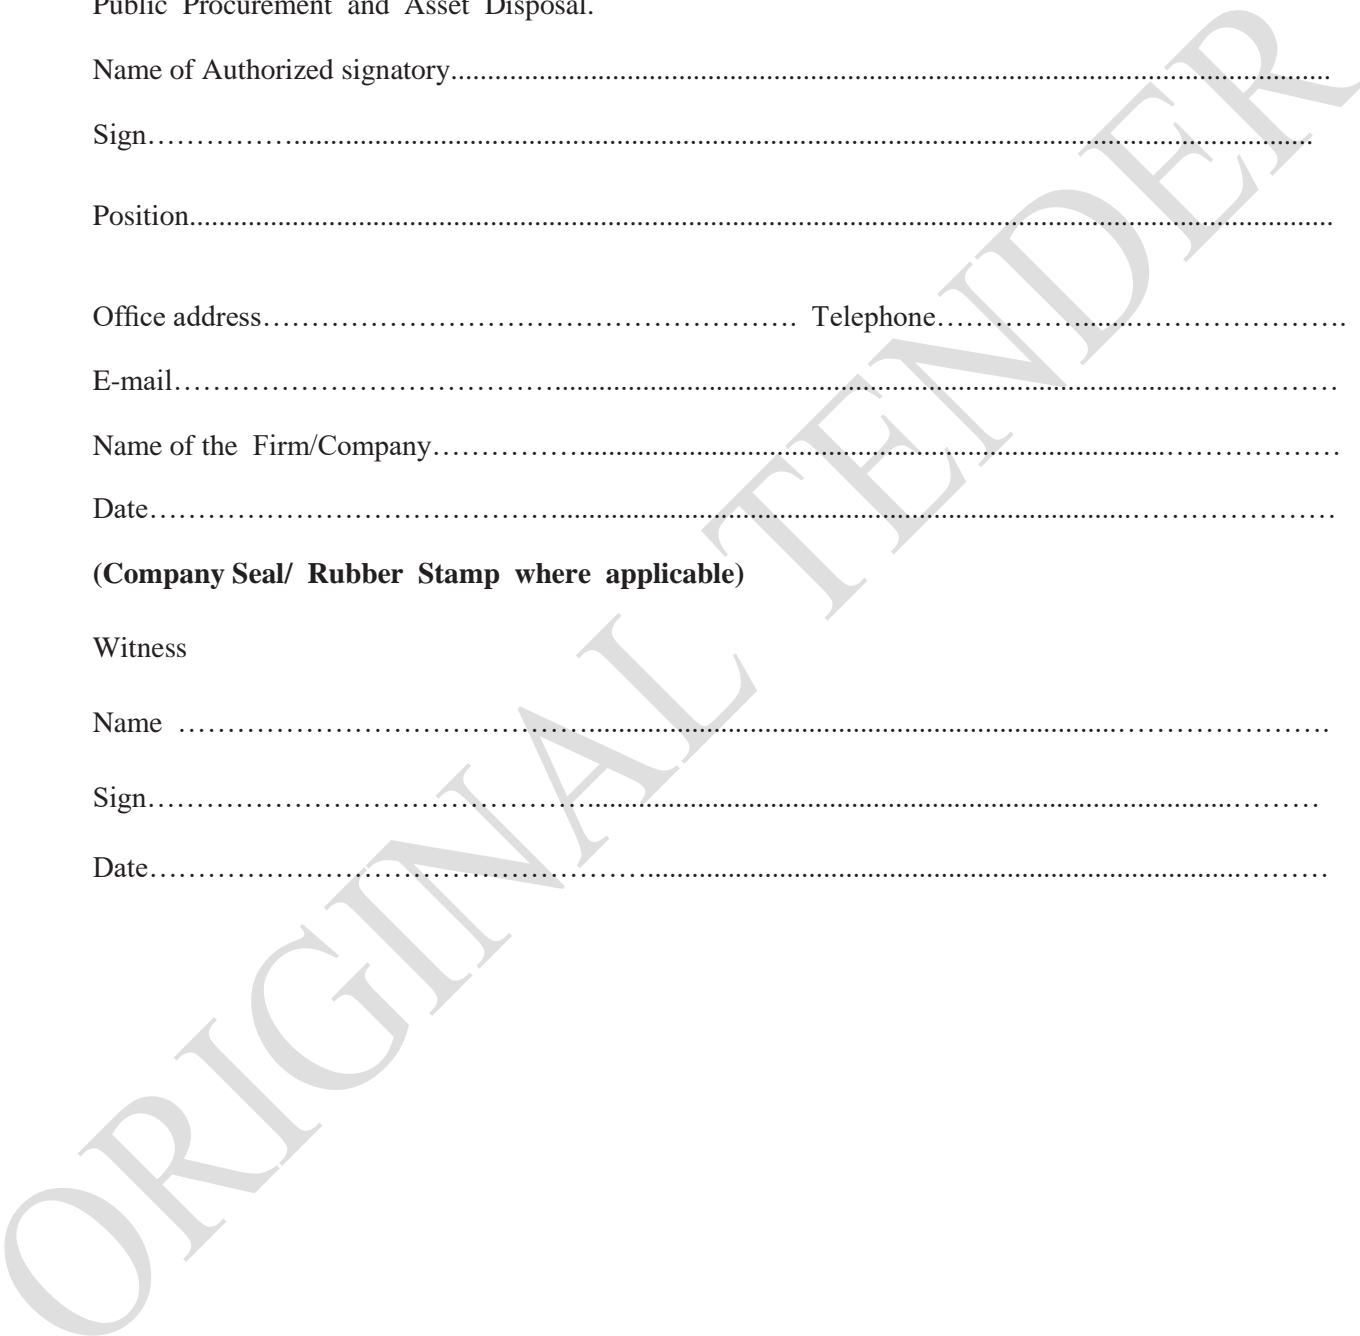 Public Procurement and Asset Disposal.
Name of Authorized signatory..........................................................................................................................
Sign……………..........................................................................................................................................
Position..............................................................................................................................................................
Office address………………………………………………. Telephone…………….........………………….
E-mail…………………………………........................................................................................……………
Name of the Firm/Company……………................................................................................………………
Date……………………………………..............................................................................…………………
(Company Seal/ Rubber Stamp where applicable)
Witness
Name ……………………………………......................................................................………………….
Sign………………………………………........................................................................................………
Date……………………………………………..................................................................................………
ORIGINAL TENDER